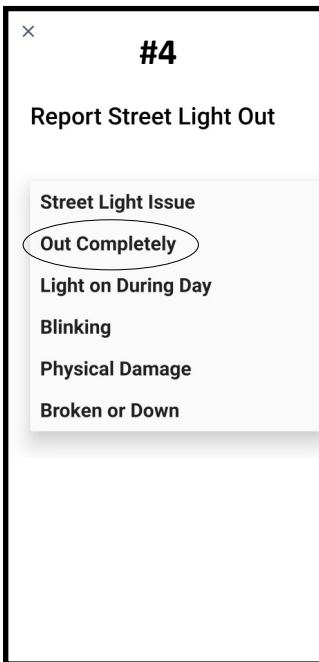 ×
#4
Report Street Light Out
Street Light Issue
Out Completely
Light on During Day
Blinking
Physical Damage
Broken or Down